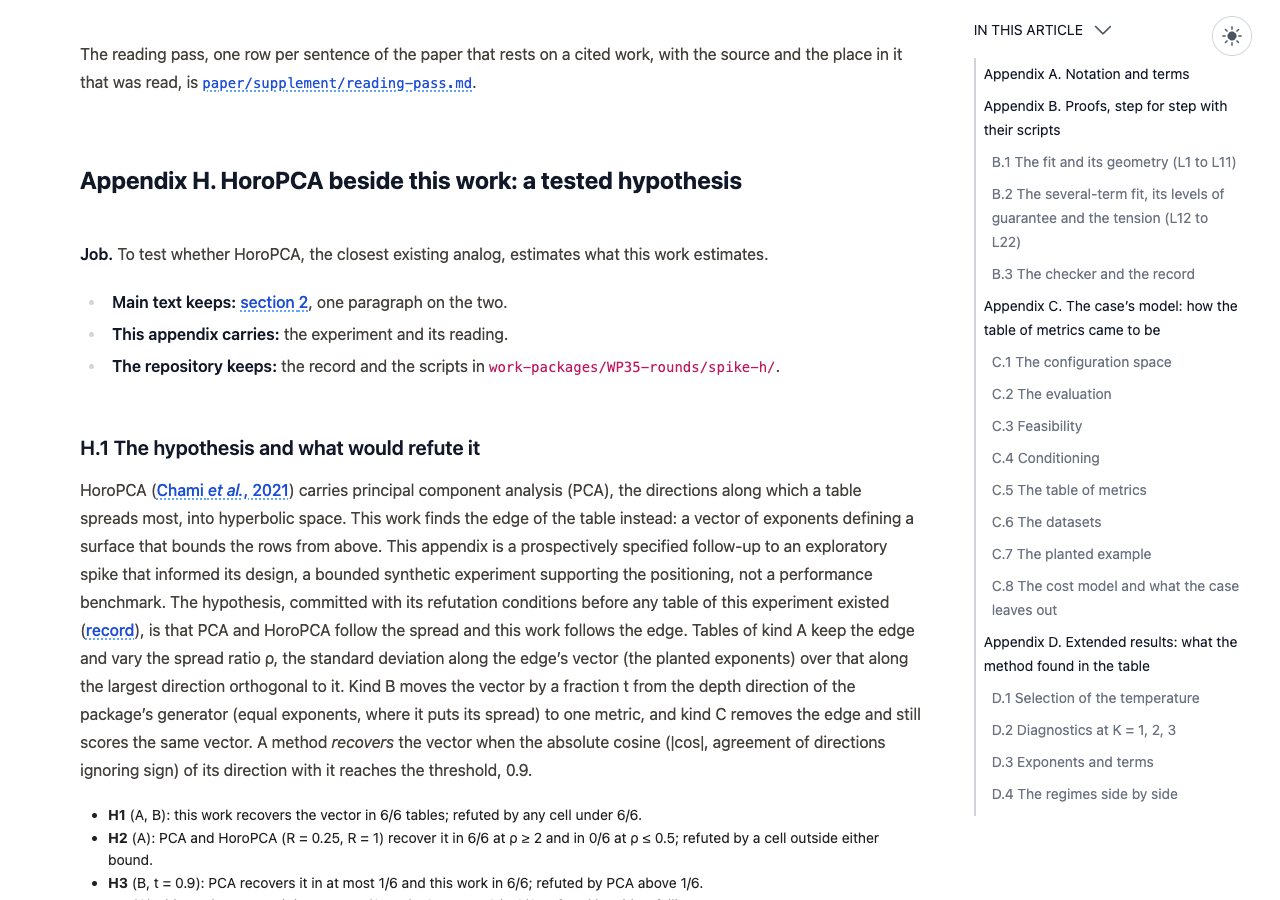 The reading pass, one row per sentence of the paper that rests on a cited work, with the source and the place in it
that was read, is paper/supplement/reading-pass.md.
Appendix H. HoroPCA beside this work: a tested hypothesis
Job. To test whether HoroPCA, the closest existing analog, estimates what this work estimates.
Main text keeps: section 2, one paragraph on the two.
This appendix carries: the experiment and its reading.
The repository keeps: the record and the scripts in work-packages/WP35-rounds/spike-h/.
H.1 The hypothesis and what would refute it
HoroPCA (Chami et al., 2021) carries principal component analysis (PCA), the directions along which a table
spreads most, into hyperbolic space. This work finds the edge of the table instead: a vector of exponents defining a
surface that bounds the rows from above. This appendix is a prospectively specified follow-up to an exploratory
spike that informed its design, a bounded synthetic experiment supporting the positioning, not a performance
benchmark. The hypothesis, committed with its refutation conditions before any table of this experiment existed
(record), is that PCA and HoroPCA follow the spread and this work follows the edge. Tables of kind A keep the edge
and vary the spread ratio ρ, the standard deviation along the edge’s vector (the planted exponents) over that along
the largest direction orthogonal to it. Kind B moves the vector by a fraction t from the depth direction of the
package’s generator (equal exponents, where it puts its spread) to one metric, and kind C removes the edge and still
scores the same vector. A method recovers the vector when the absolute cosine (|cos|, agreement of directions
ignoring sign) of its direction with it reaches the threshold, 0.9.
H1 (A, B): this work recovers the vector in 6/6 tables; refuted by any cell under 6/6.
H2 (A): PCA and HoroPCA (R = 0.25, R = 1) recover it in 6/6 at ρ ≥ 2 and in 0/6 at ρ ≤ 0.5; refuted by a cell outside either
bound.
H3 (B, t = 0.9): PCA recovers it in at most 1/6 and this work in 6/6; refuted by PCA above 1/6.
IN THIS ARTICLE
Appendix A. Notation and terms
Appendix B. Proofs, step for step with
their scripts
B.1 The fit and its geometry (L1 to L11)
B.2 The several-term fit, its levels of
guarantee and the tension (L12 to
L22)
B.3 The checker and the record
Appendix C. The case’s model: how the
table of metrics came to be
C.1 The configuration space
C.2 The evaluation
C.3 Feasibility
C.4 Conditioning
C.5 The table of metrics
C.6 The datasets
C.7 The planted example
C.8 The cost model and what the case
leaves out
Appendix D. Extended results: what the
method found in the table
D.1 Selection of the temperature
D.2 Diagnostics at K = 1, 2, 3
D.3 Exponents and terms
D.4 The regimes side by side